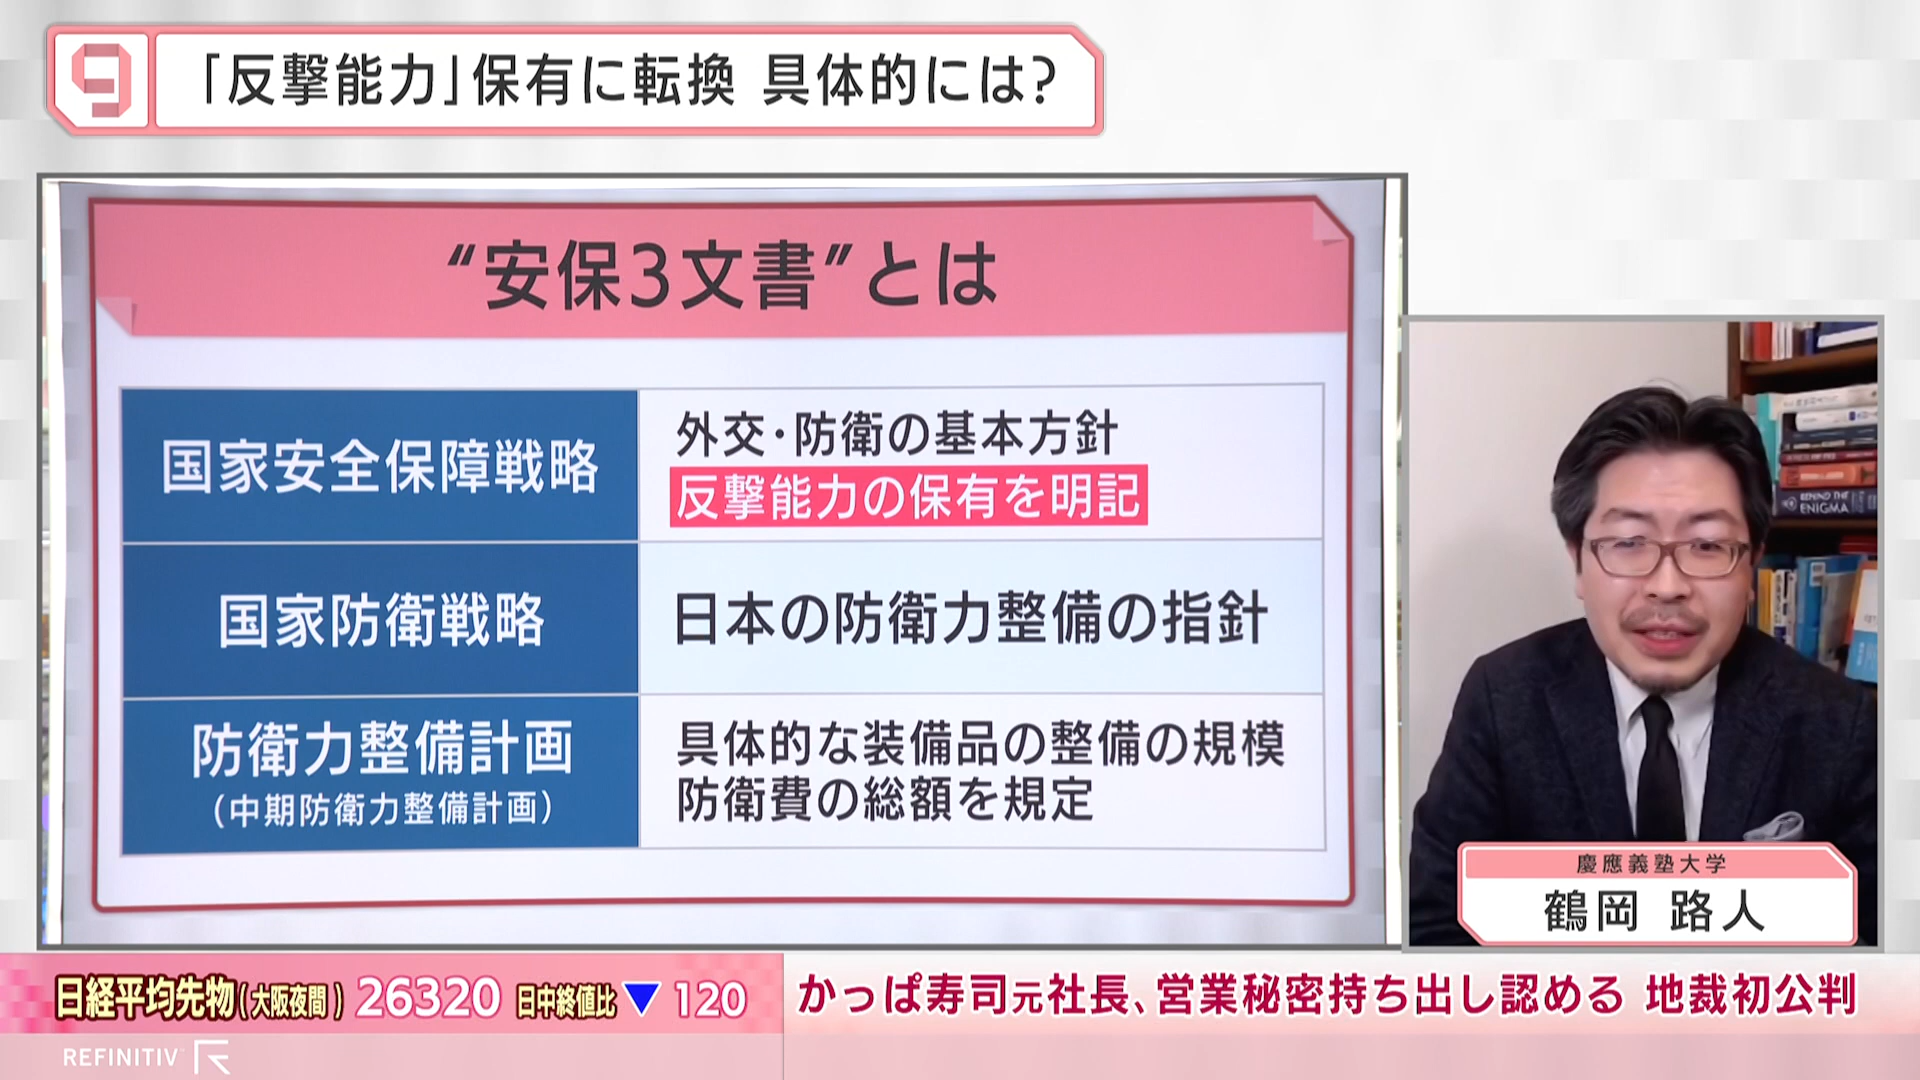 9
「反撃能力」保有に転換 具体的には?
“安保3文書”とは
国家安全保障戦略
外交・防衛の基本方針
反撃能力の保有を明記
国家防衛戦略
日本の防衛力整備の指針
防衛力整備計画
(中期防衛力整備計画)
具体的な装備品の整備の規模
防衛費の総額を規定
BEHIND THE
ENIGMA
慶應義塾大学
鶴岡 路人
日経平均先物(大阪夜間) 26320 日中終値比 ▼ 120
かっぱ寿司元社長、営業秘密持ち出し認める 地裁初公判
REFINITIV